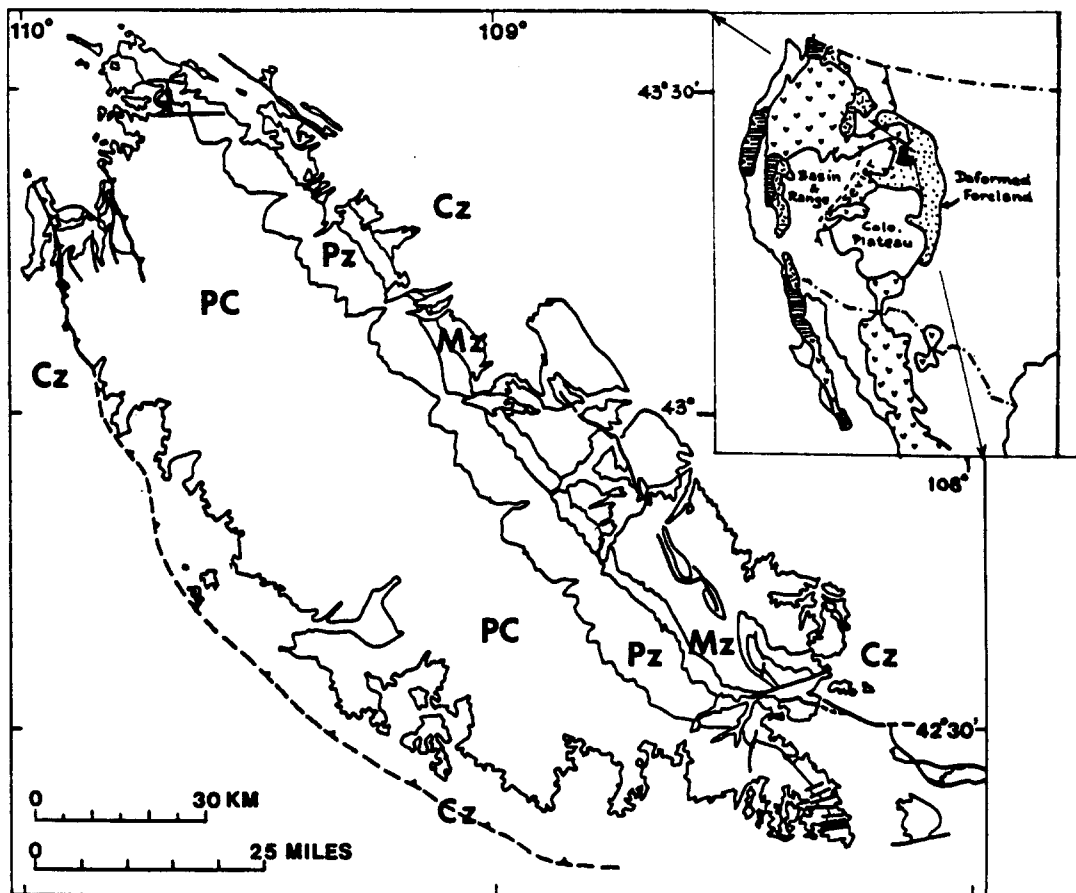 110°
109°
43° 30'
Basin
&
Range
Deformed
Foreland
Colo.
Plateau
Cz
Pz
PC
Mz
Cz
43°
108°
PC
Pz
Mz
Cz
42° 30'
0 30 KM
Cz
0 25 MILES